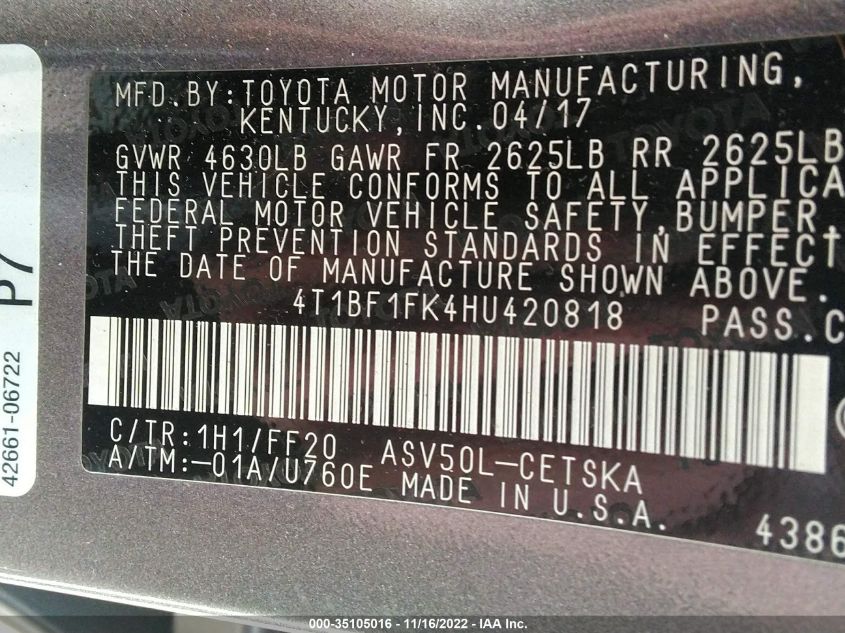 MFD.BY:TOYOTA MOTOR MANUFACTURING,
KENTUCKY,INC.04/17
GVWR 4630LB GAWR FR 2625LB RR 2625LB
THIS VEHICLE CONFORMS TO ALL APPLICA
FEDERAL MOTOR VEHICLE SAFETY,BUMPER,
THEFT PREVENTION STANDARDS IN EFFECT
THE DATE OF MANUFACTURE SHOWN ABOVE.
4T1BF1FK4HU420818 PASS.C
C/TR:1H1/FF20 ASV50L-CETSKA
A/TM:-01A/U760E MADE IN U.S.A.
4386
P7
42661-06722
000-35105016 - 11/16/2022 - IAA Inc.